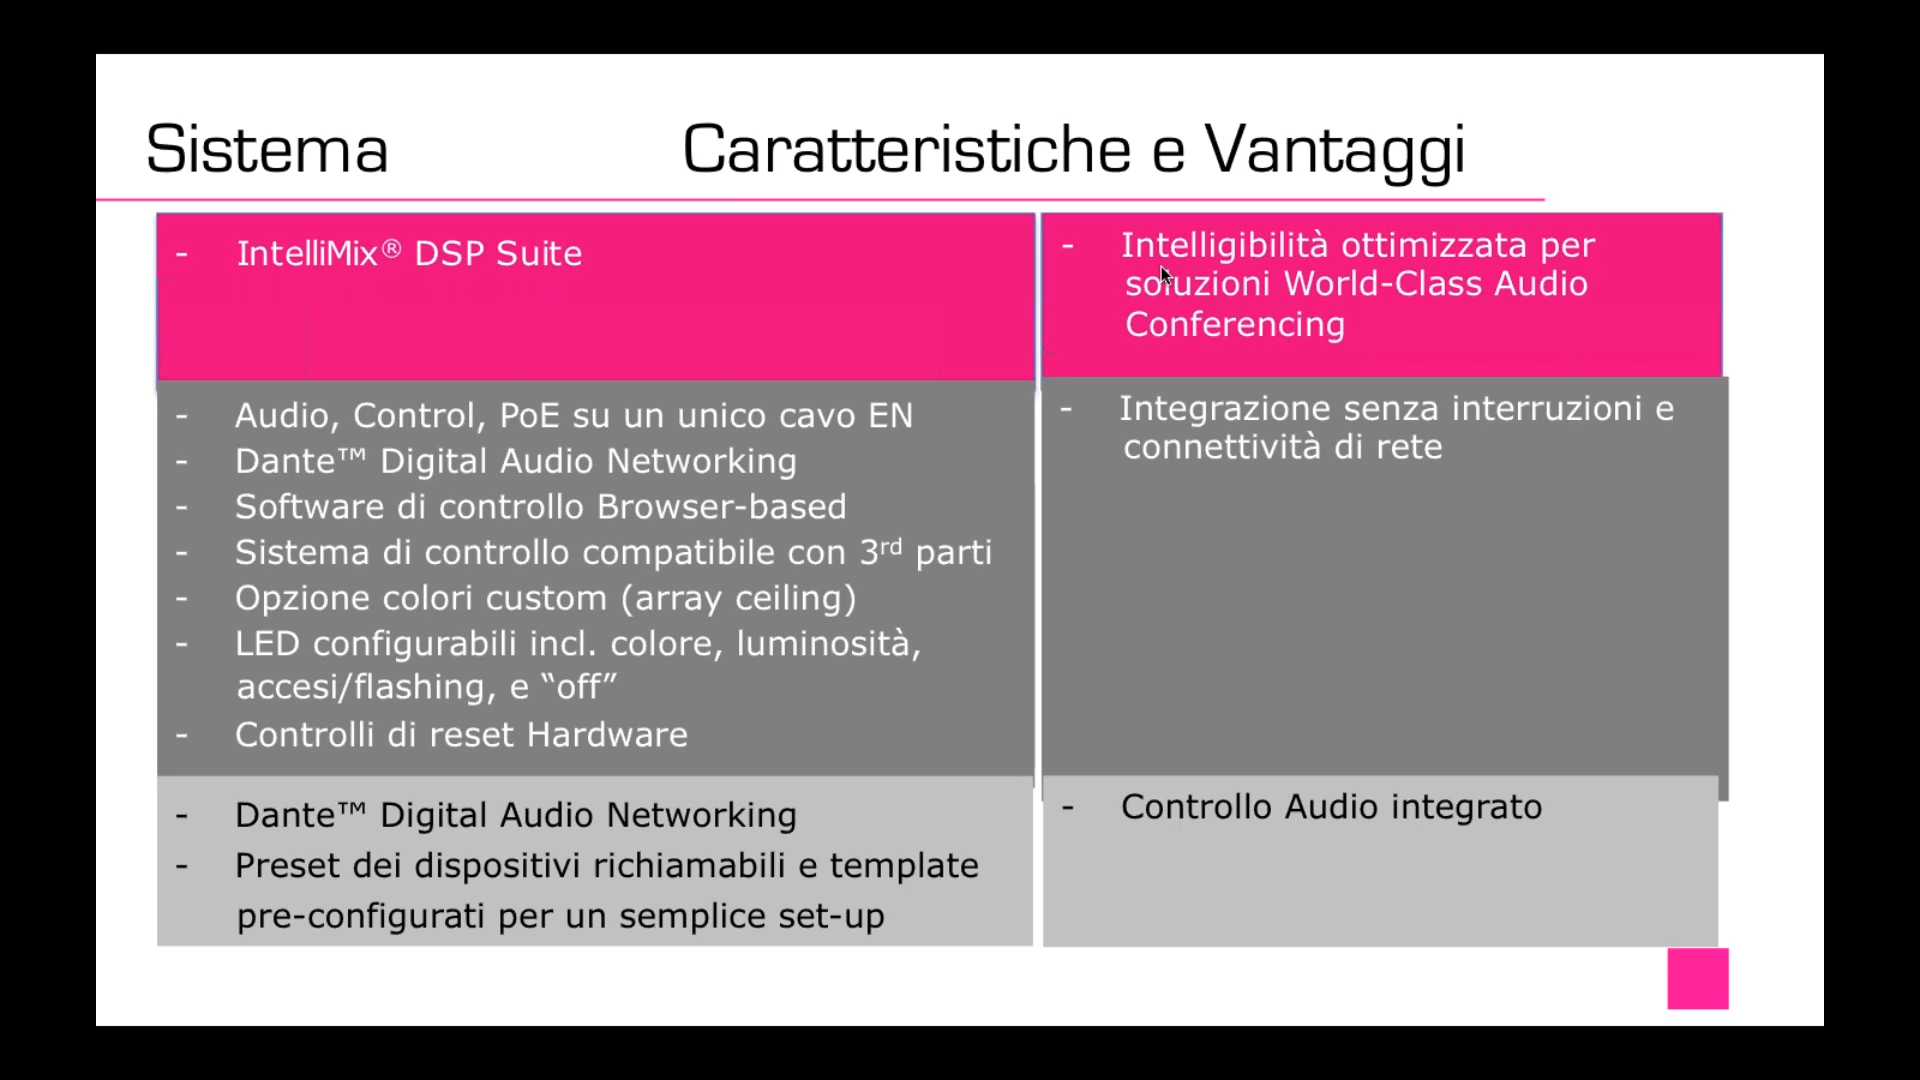 Sistema Caratteristiche e Vantaggi
- IntelliMix® DSP Suite
- Intelligibilità ottimizzata per
soluzioni World-Class Audio
Conferencing
- Audio, Control, PoE su un unico cavo EN
- Dante™ Digital Audio Networking
- Software di controllo Browser-based
- Sistema di controllo compatibile con 3rd parti
- Opzione colori custom (array ceiling)
- LED configurabili incl. colore, luminosità,
accesi/flashing, e “off”
- Controlli di reset Hardware
- Integrazione senza interruzioni e
connettività di rete
- Dante™ Digital Audio Networking
- Preset dei dispositivi richiamabili e template
pre-configurati per un semplice set-up
- Controllo Audio integrato